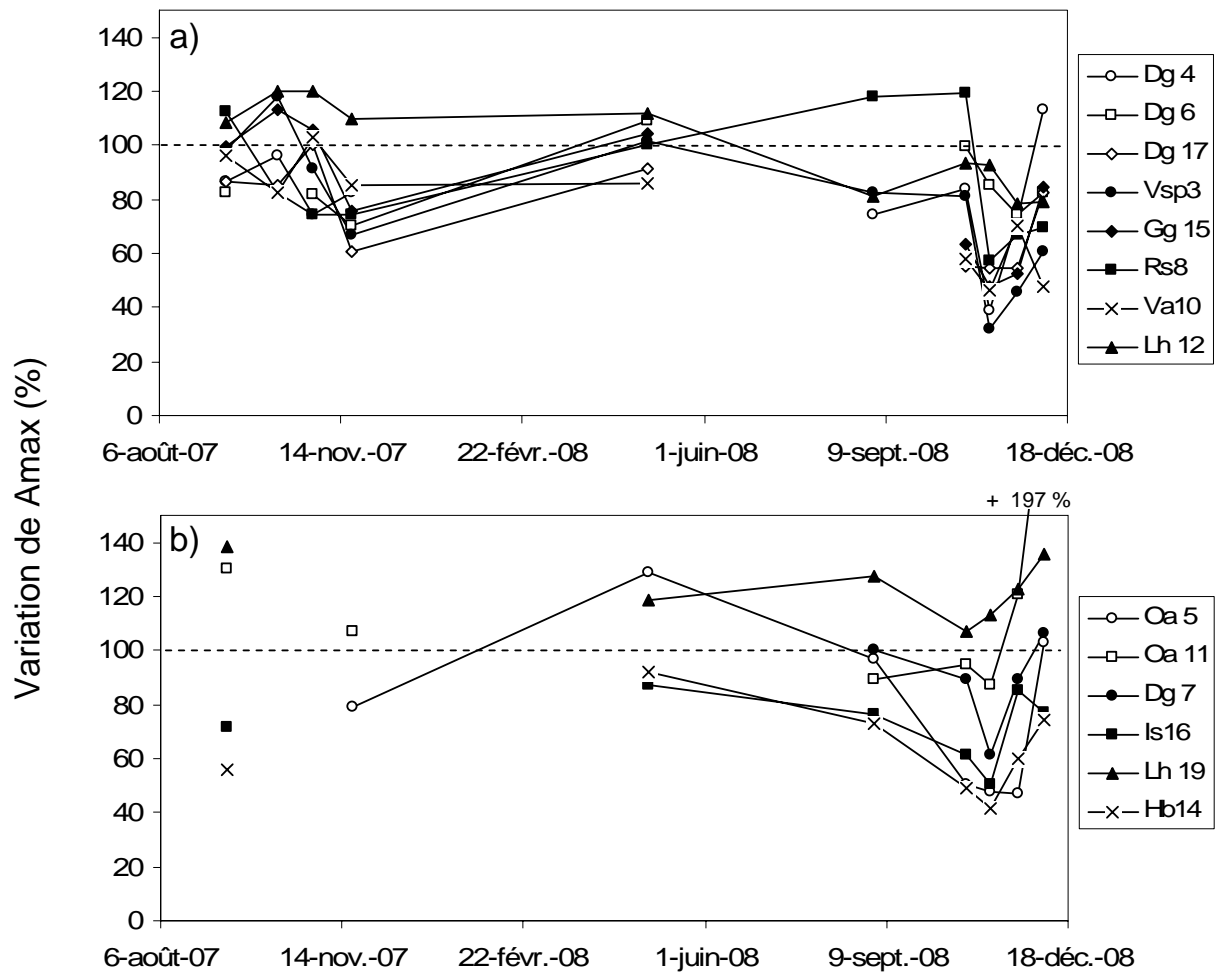 Variation de Amax (%)
a)
140
120
100
80
60
40
20
0
6-août-07
14-nov.-07
22-févr.-08
1-juin-08
9-sept.-08
18-déc.-08
Dg 4
Dg 6
Dg 17
Vsp3
Gg 15
Rs8
Va10
Lh 12
+ 197 %
b)
140
120
100
80
60
40
20
0
6-août-07
14-nov.-07
22-févr.-08
1-juin-08
9-sept.-08
18-déc.-08
Oa 5
Oa 11
Dg 7
Is16
Lh 19
Hb14